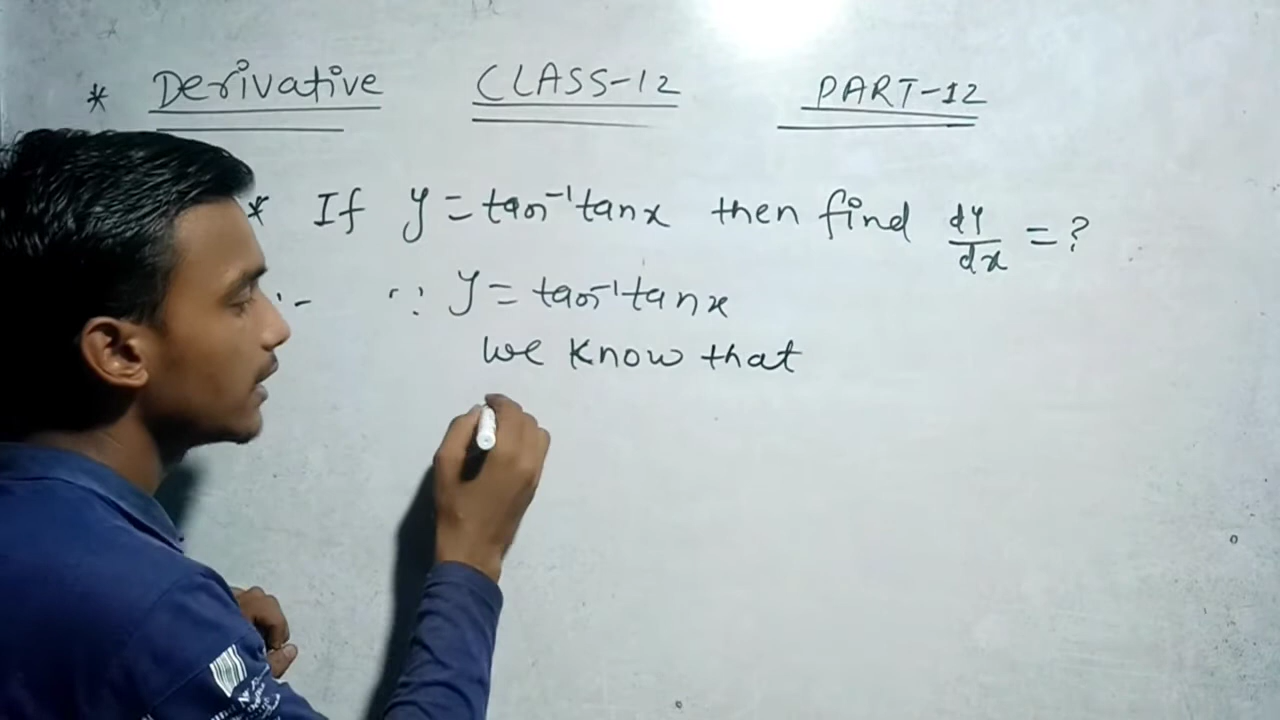 * Derivative CLASS-12 PART-12
* If y = tan⁻¹tanx then find dy/dx = ?
:- ∵ y = tan⁻¹tanx
we know that